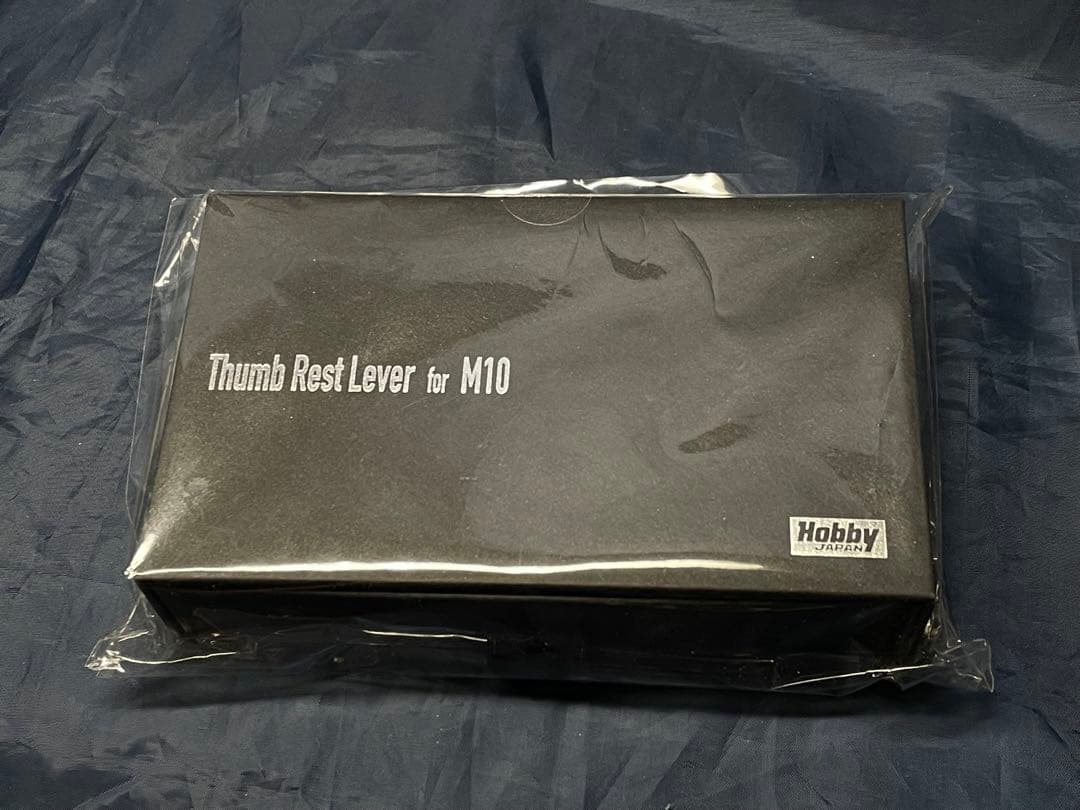 Thumb Rest Lever for M10
Hobby
JAPAN